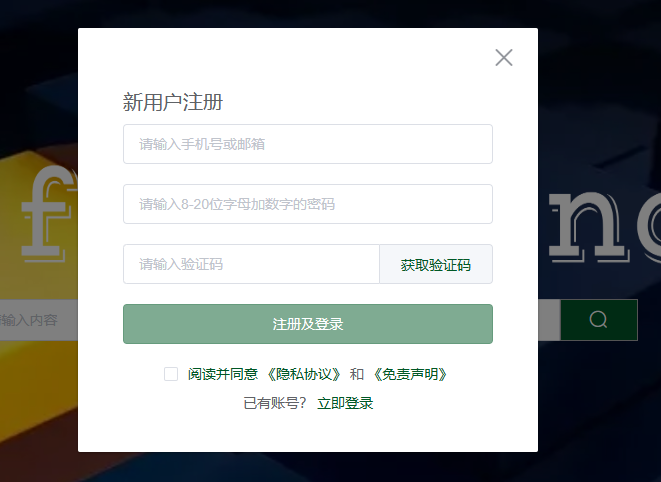 新用户注册
请输入手机号或邮箱
请输入8-20位字母加数字的密码
请输入验证码 获取验证码
输入内容
注册及登录
阅读并同意 《隐私协议》 和 《免责声明》
已有账号? 立即登录